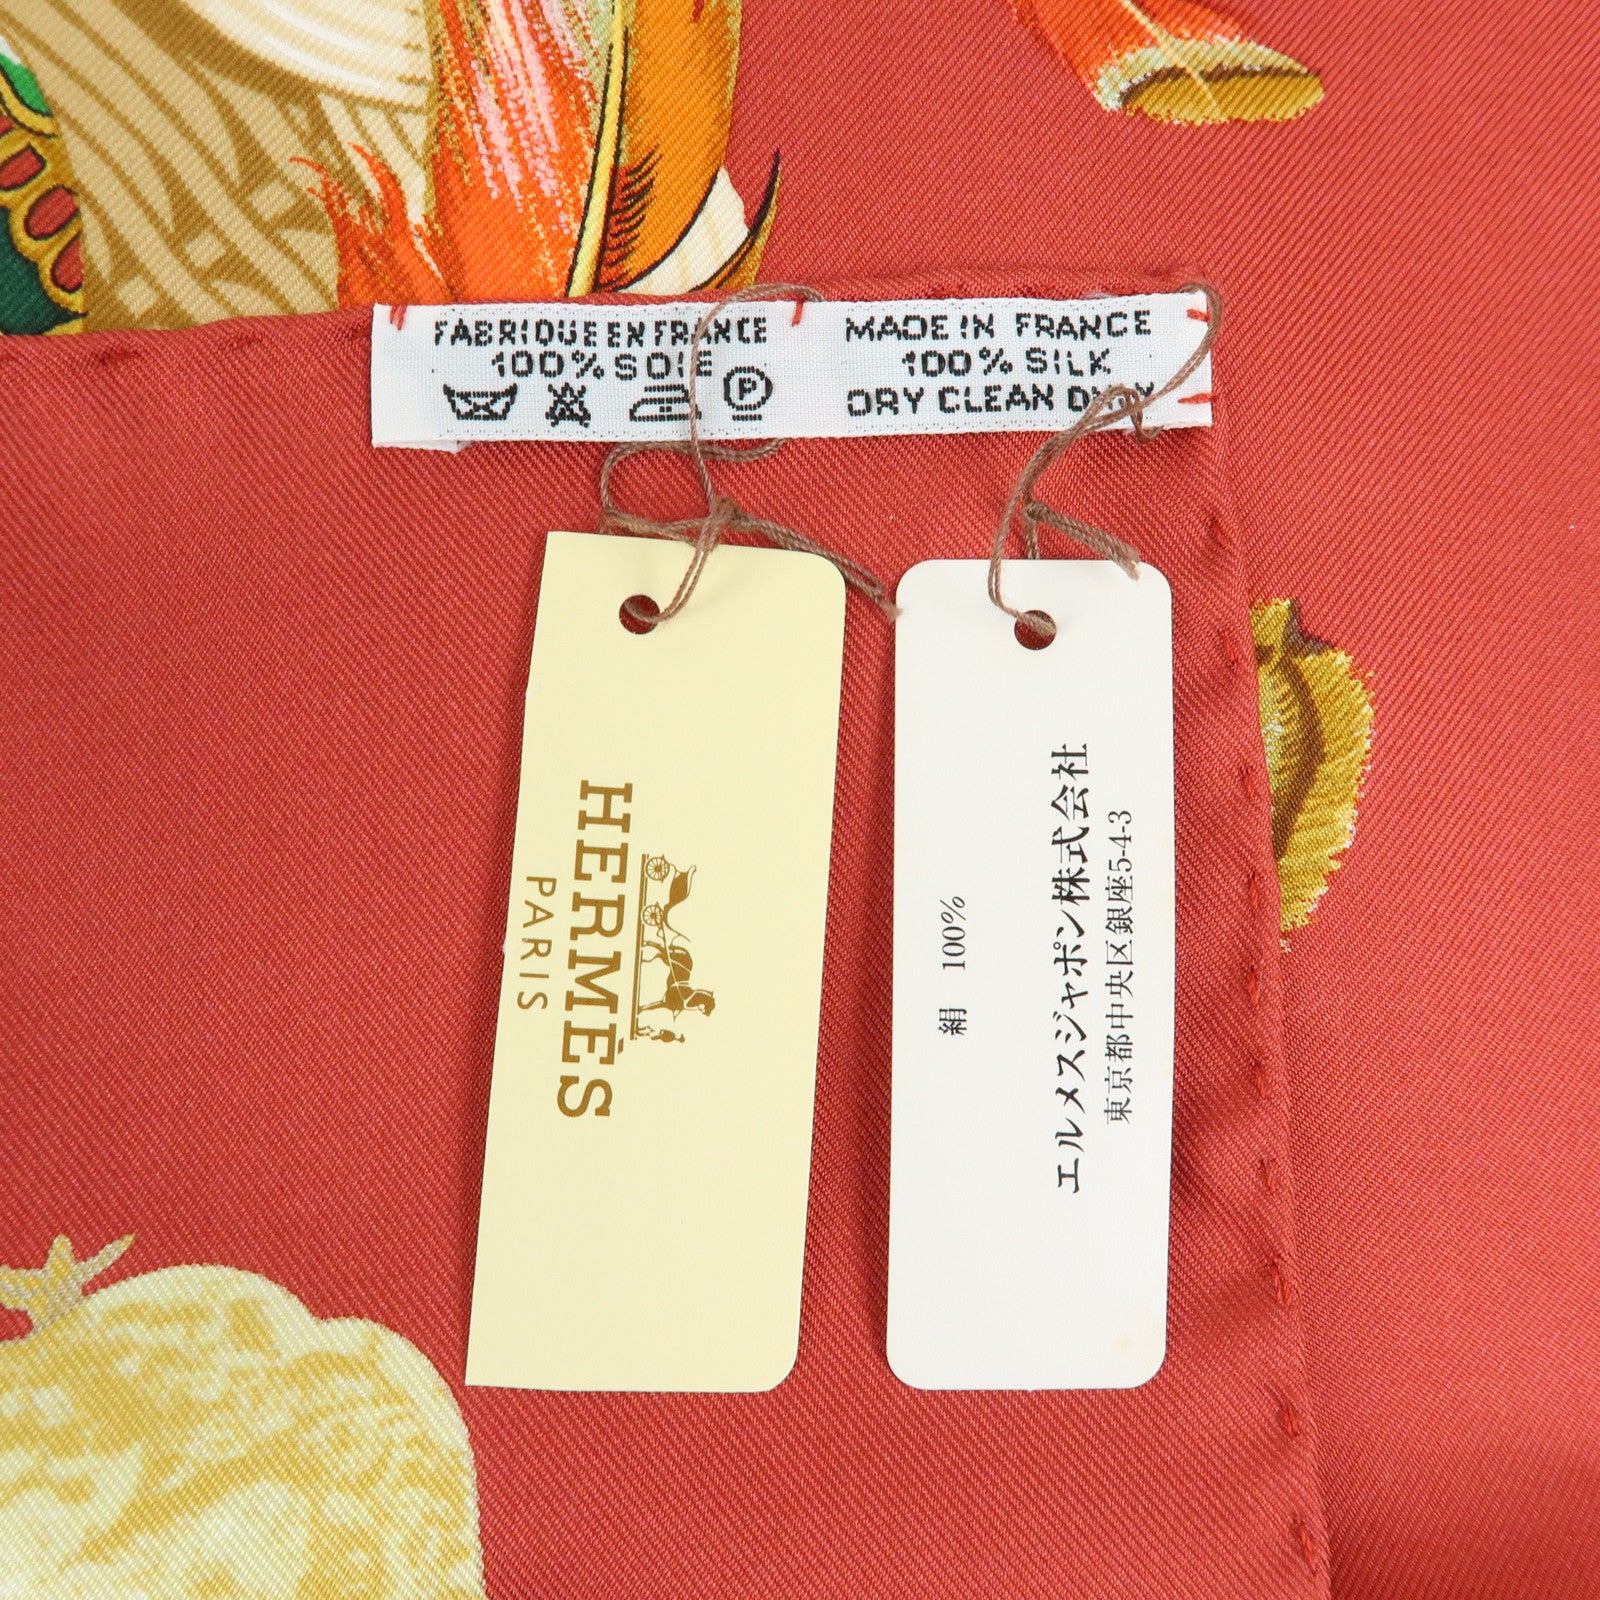 FABRIQUE EN FRANCE
100% SOIE
P
MADE IN FRANCE
100% SILK
DRY CLEAN ONLY
HERMÈS
PARIS
絹 100%
エルメスジャポン株式会社
東京都中央区銀座5-4-3